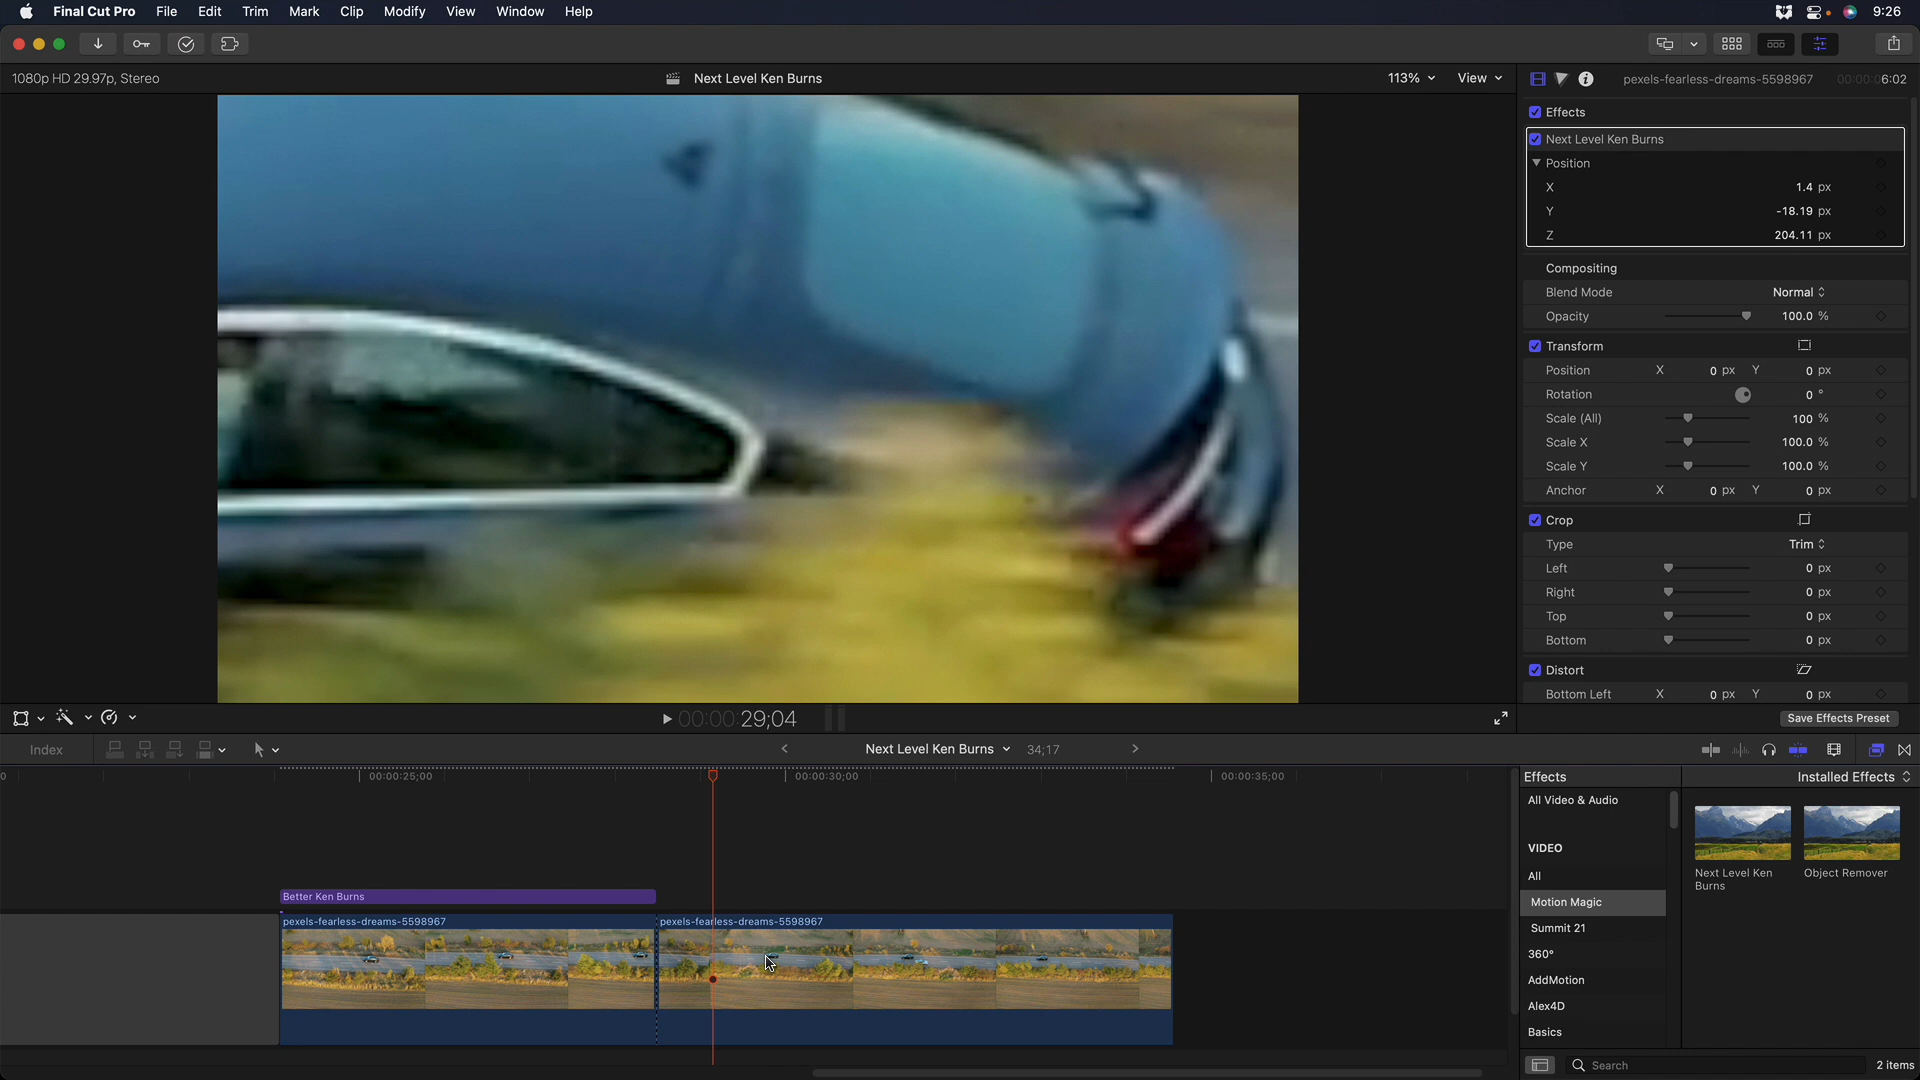 Final Cut Pro File Edit Trim Mark Clip Modify View Window Help 9:26
1080p HD 29.97p, Stereo Next Level Ken Burns 113% View pexels-fearless-dreams-5598967 00:00:06:02
Effects
Next Level Ken Burns
Position
X 1.4 px
Y -18.19 px
Z 204.11 px
Compositing
Blend Mode Normal
Opacity 100.0 %
Transform
Position X 0 px Y 0 px
Rotation 0 °
Scale (All) 100 %
Scale X 100.0 %
Scale Y 100.0 %
Anchor X 0 px Y 0 px
Crop
Type Trim
Left 0 px
Right 0 px
Top 0 px
Bottom 0 px
Distort
Bottom Left X 0 px Y 0 px
00:00:29;04 Save Effects Preset
Index Next Level Ken Burns 34;17
00:00:25;00 00:00:30;00 00:00:35;00
Better Ken Burns
pexels-fearless-dreams-5598967 pexels-fearless-dreams-5598967
Effects Installed Effects
All Video & Audio
VIDEO
All
Motion Magic
Summit 21
360°
AddMotion
Alex4D
Basics
Next Level Ken
Burns
Object Remover
Search 2 items